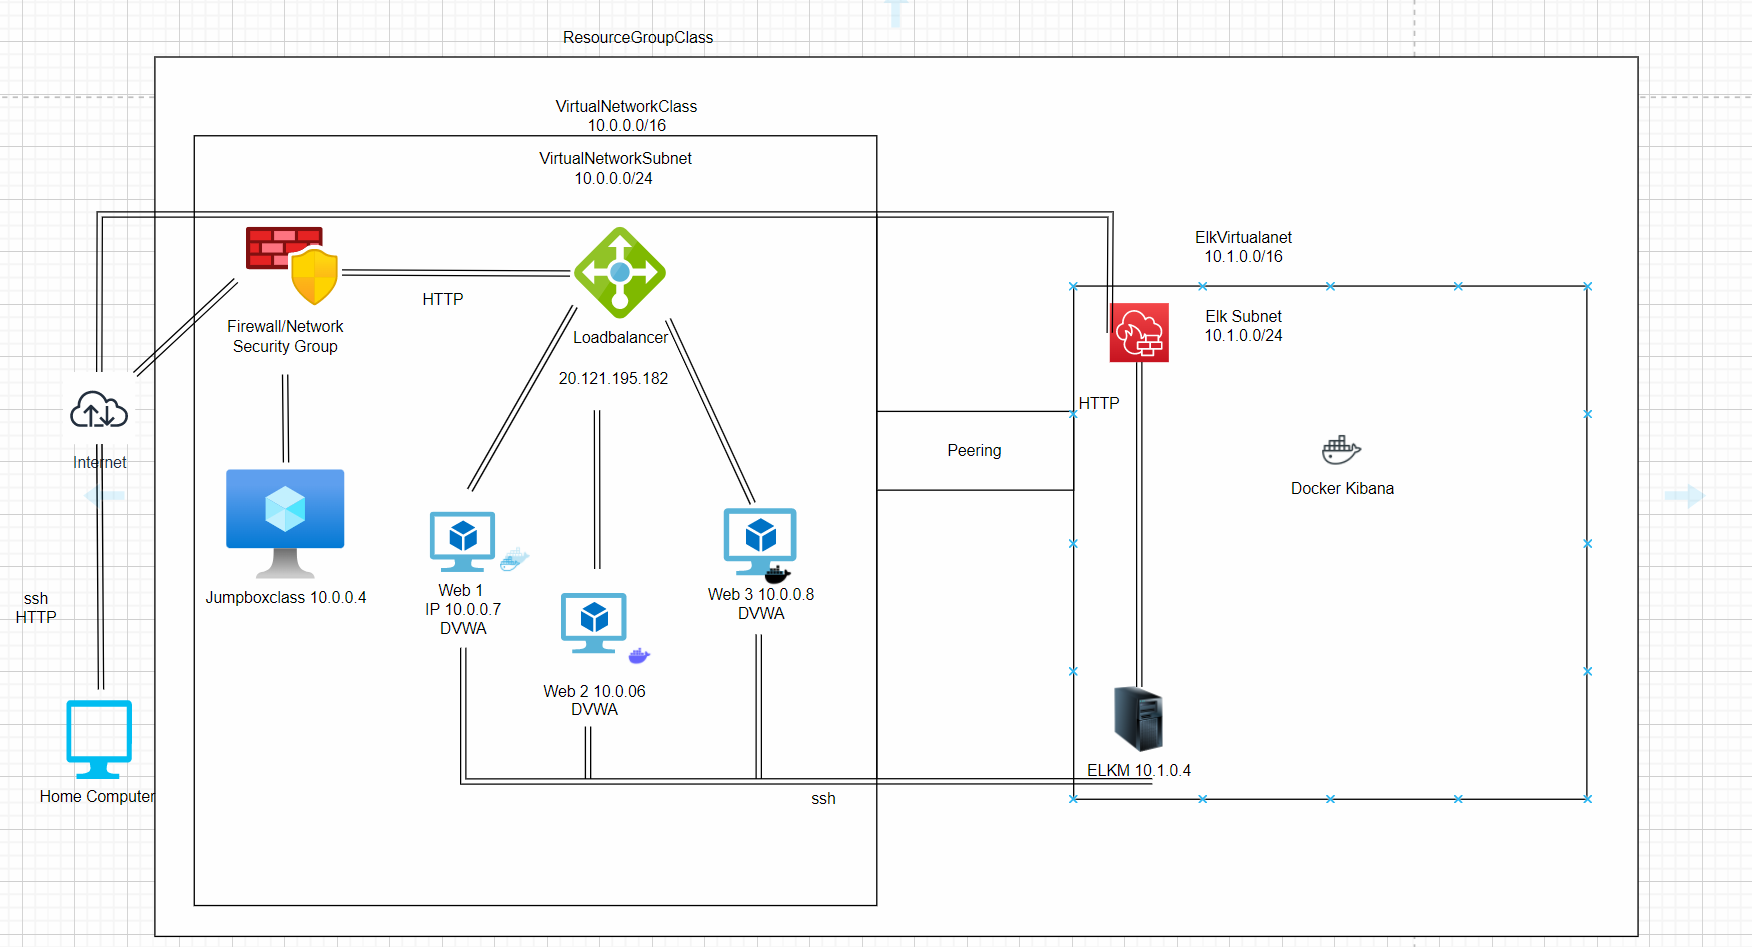 ResourceGroupClass
VirtualNetworkClass
10.0.0.0/16
VirtualNetworkSubnet
10.0.0.0/24
ElkVirtualanet
10.1.0.0/16
HTTP
Elk Subnet
10.1.0.0/24
Firewall/Network
Security Group
Loadbalancer
20.121.195.182
HTTP
Peering
Internet
Docker Kibana
ssh
HTTP
Jumpboxclass 10.0.0.4
Web 1
IP 10.0.0.7
DVWA
Web 3 10.0.0.8
DVWA
Web 2 10.0.06
DVWA
ELKM 10.1.0.4
Home Computer
ssh